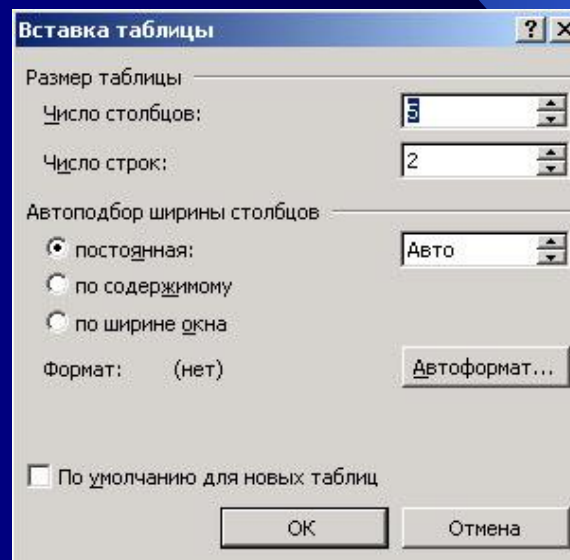 Вставка таблицы
Размер таблицы
Число столбцов: 5
Число строк: 2
Автоподбор ширины столбцов
постоянная: Авто
по содержимому
по ширине окна
Формат: (нет) Автоформат...
По умолчанию для новых таблиц
ОК Отмена